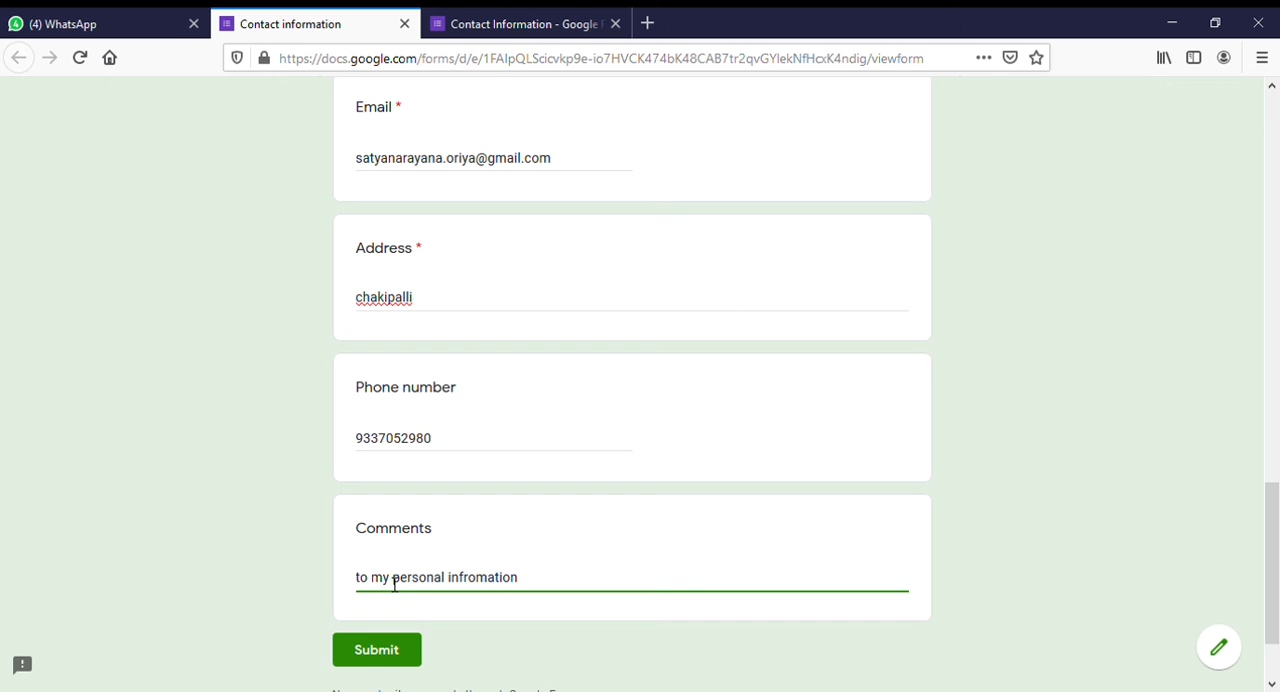 (4) WhatsApp
Contact information
Contact Information - Google F
https://docs.google.com/forms/d/e/1FAIpQLScicvkp9e-io7HVCK474bK48CAB7tr2qvGYlekNfHcxK4ndig/viewform
Email *
satyanarayana.oriya@gmail.com
Address *
chakipalli
Phone number
9337052980
Comments
to my personal infromation
Submit